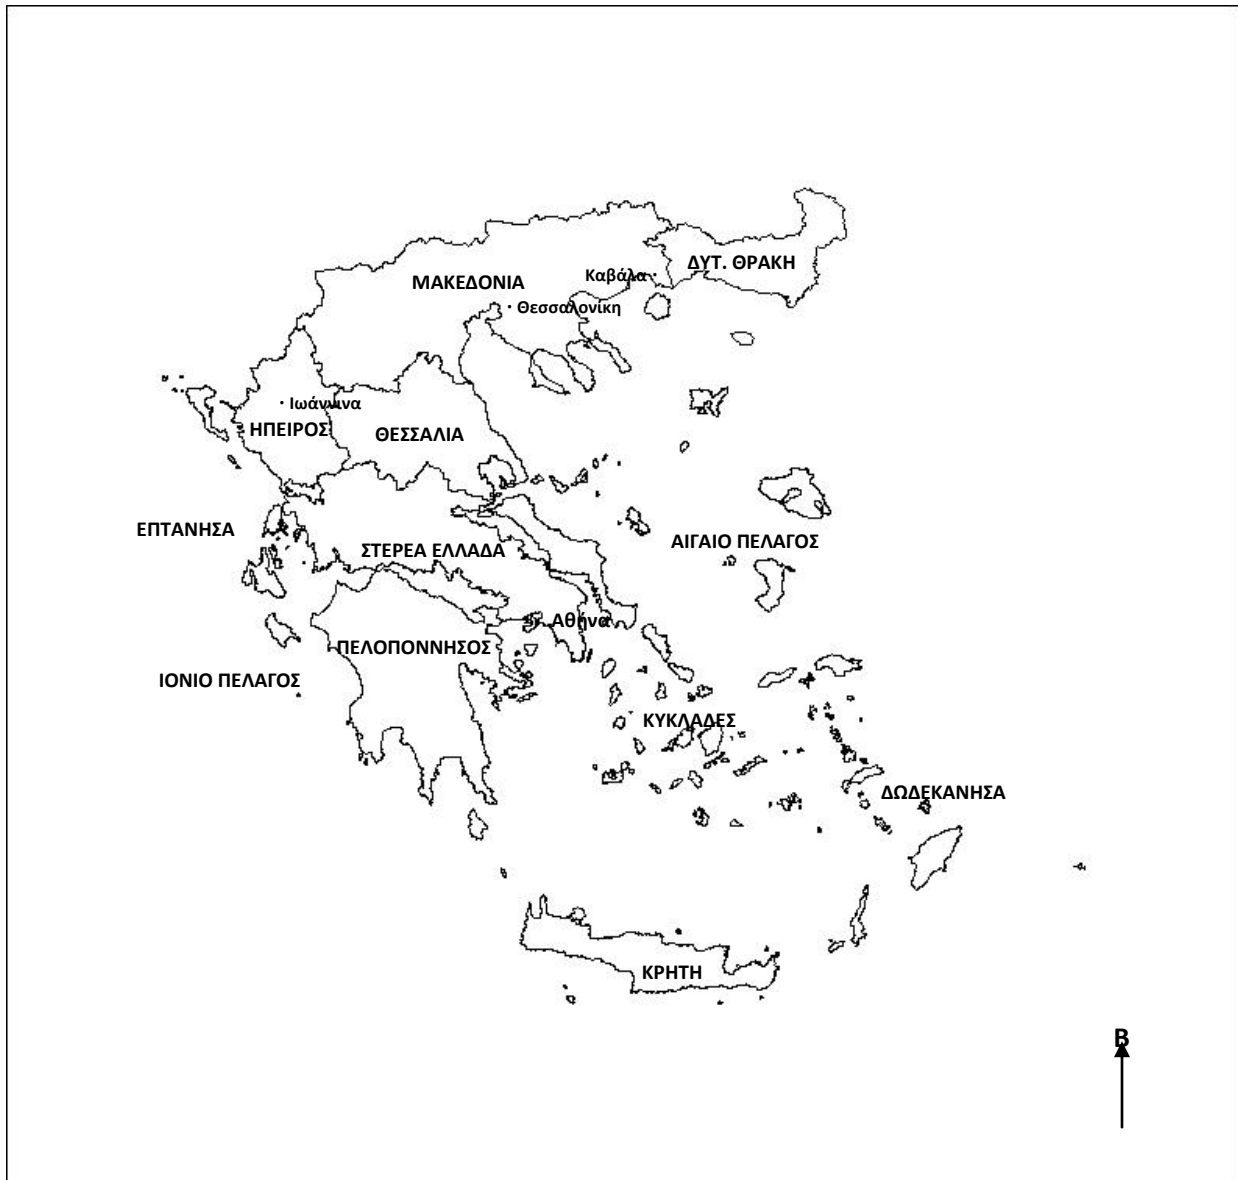 ΔΥΤ. ΘΡΑΚΗ
Καβάλα
ΜΑΚΕΔΟΝΙΑ
Θεσσαλονίκη
Ιωάννινα
ΗΠΕΙΡΟΣ
ΘΕΣΣΑΛΙΑ
ΕΠΤΑΝΗΣΑ
ΑΙΓΑΙΟ ΠΕΛΑΓΟΣ
ΣΤΕΡΕΑ ΕΛΛΑΔΑ
Αθήνα
ΠΕΛΟΠΟΝΝΗΣΟΣ
ΙΟΝΙΟ ΠΕΛΑΓΟΣ
ΚΥΚΛΑΔΕΣ
ΔΩΔΕΚΑΝΗΣΑ
ΚΡΗΤΗ
Β